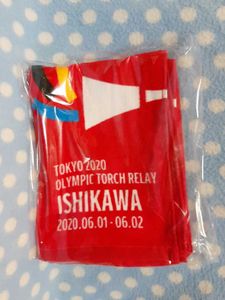 TOKYO 2020
OLYMPIC TORCH RELAY
ISHIKAWA
2020.06.01 - 06.02